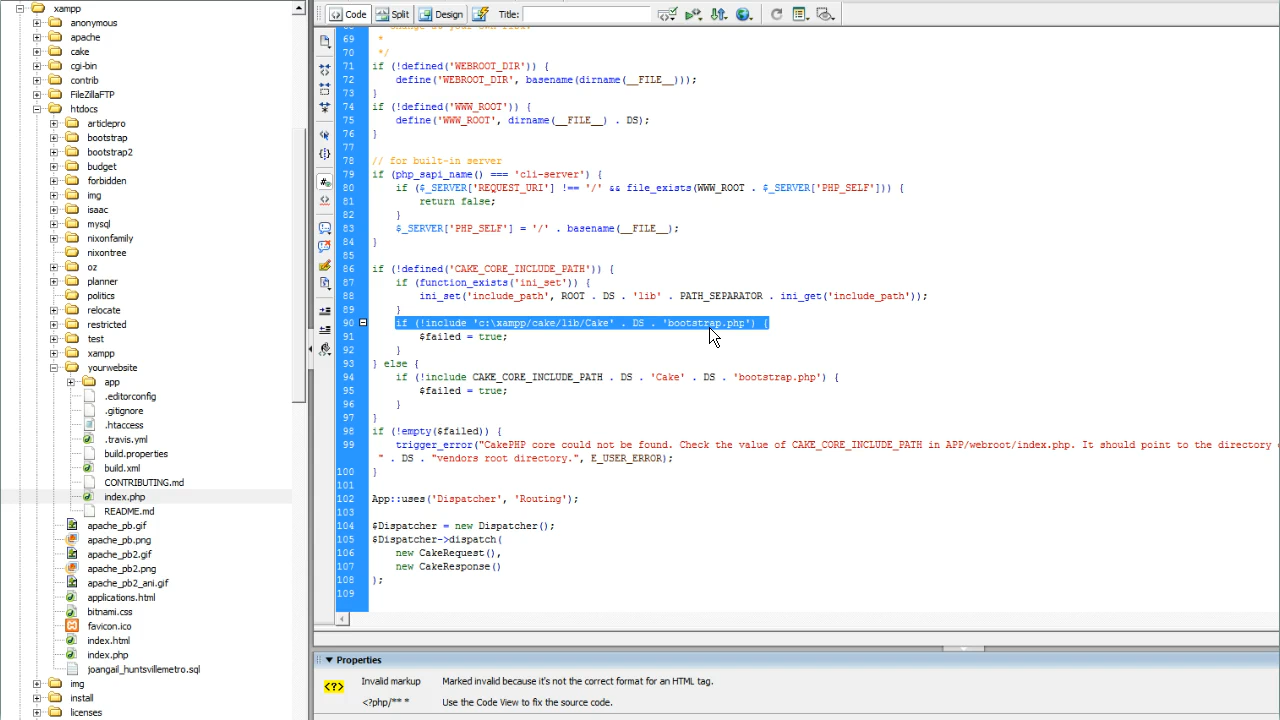 xampp
anonymous
apache
cake
cgi-bin
contrib
FileZillaFTP
htdocs
articlepro
bootstrap
bootstrap2
budget
forbidden
img
isaac
mysql
nixonfamily
nixontree
oz
planner
politics
relocate
restricted
test
xampp
yourwebsite
app
.editorconfig
.gitignore
.htaccess
.travis.yml
build.properties
build.xml
CONTRIBUTING.md
index.php
README.md
apache_pb.gif
apache_pb.png
apache_pb2.gif
apache_pb2.png
apache_pb2_ani.gif
applications.html
bitnami.css
favicon.ico
index.html
index.php
joangail_huntsvillemetro.sql
img
install
licenses
Code Split Design Title:
69 *
70 */
71 if (!defined('WEBROOT_DIR')) {
72 define('WEBROOT_DIR', basename(dirname(__FILE__)));
73 }
74 if (!defined('WWW_ROOT')) {
75 define('WWW_ROOT', dirname(__FILE__) . DS);
76 }
77
78 // for built-in server
79 if (php_sapi_name() === 'cli-server') {
80 if ($_SERVER['REQUEST_URI'] !== '/' && file_exists(WWW_ROOT . $_SERVER['PHP_SELF'])) {
81 return false;
82 }
83 $_SERVER['PHP_SELF'] = '/' . basename(__FILE__);
84 }
85
86 if (!defined('CAKE_CORE_INCLUDE_PATH')) {
87 if (function_exists('ini_set')) {
88 ini_set('include_path', ROOT . DS . 'lib' . PATH_SEPARATOR . ini_get('include_path'));
89 }
90 if (!include 'c:\xampp/cake/lib/Cake' . DS . 'bootstrap.php') {
91 $failed = true;
92 }
93 } else {
94 if (!include CAKE_CORE_INCLUDE_PATH . DS . 'Cake' . DS . 'bootstrap.php') {
95 $failed = true;
96 }
97 }
98 if (!empty($failed)) {
99 trigger_error("CakePHP core could not be found. Check the value of CAKE_CORE_INCLUDE_PATH in APP/webroot/index.php. It should point to the directory
" . DS . "vendors root directory.", E_USER_ERROR);
100 }
101
102 App::uses('Dispatcher', 'Routing');
103
104 $Dispatcher = new Dispatcher();
105 $Dispatcher->dispatch(
106 new CakeRequest(),
107 new CakeResponse()
108 );
109
Properties
Invalid markup Marked invalid because it's not the correct format for an HTML tag.
<?php/** * Use the Code View to fix the source code.